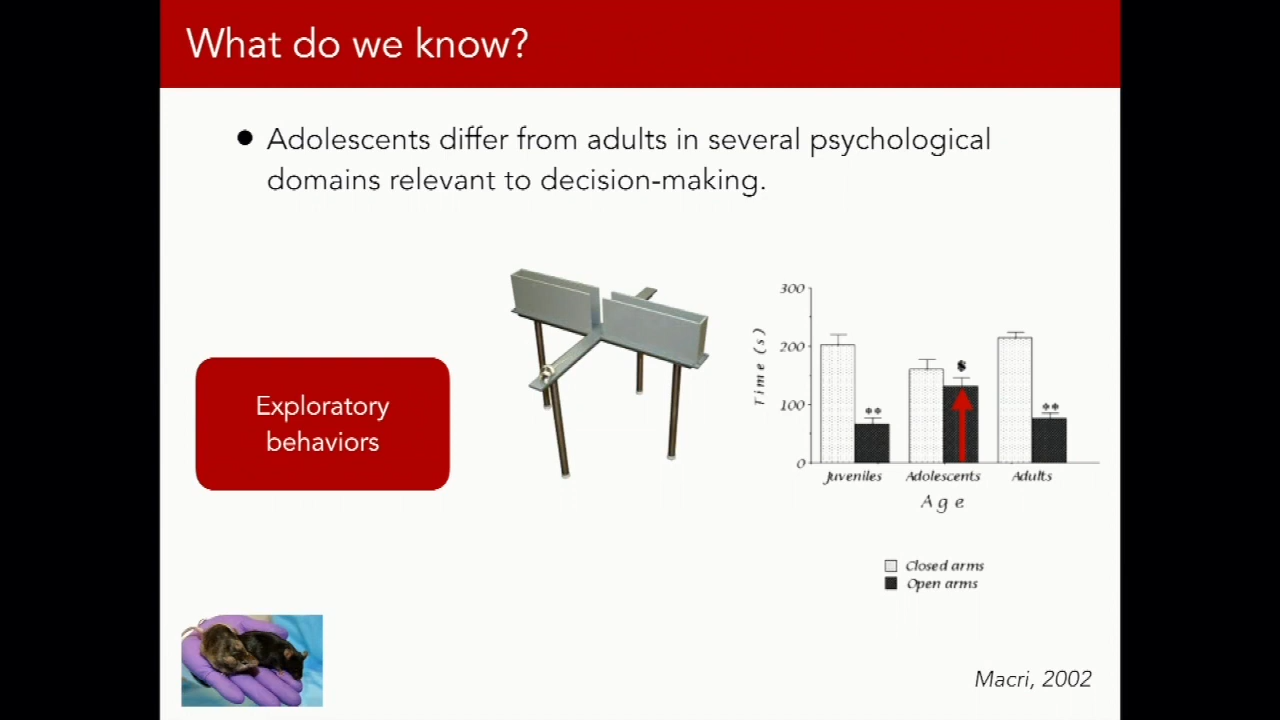 What do we know?
● Adolescents differ from adults in several psychological
domains relevant to decision-making.
Exploratory
behaviors
300
200
100
0
Time (s)
**
$
**
Juveniles
Adolescents
Adults
Age
Closed arms
Open arms
Macri, 2002